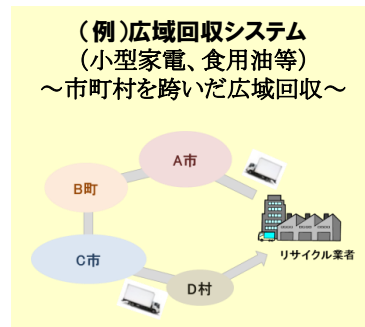 （例）広域回収システム
（小型家電、食用油等）
～市町村を跨いだ広域回収～
A市
B町
C市
D村
リサイクル業者